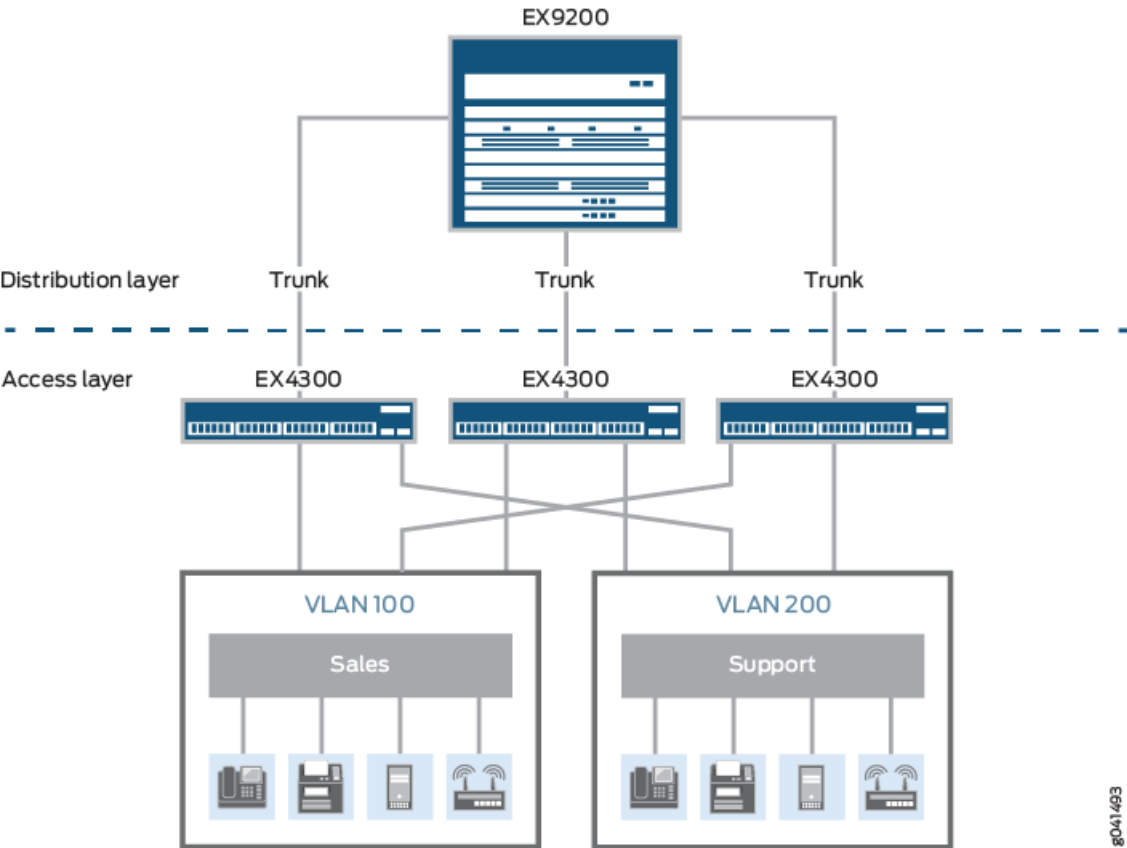 EX9200
Distribution layer
Trunk
Trunk
Trunk
Access layer
EX4300
EX4300
EX4300
VLAN 100
VLAN 200
Sales
Support
g041493